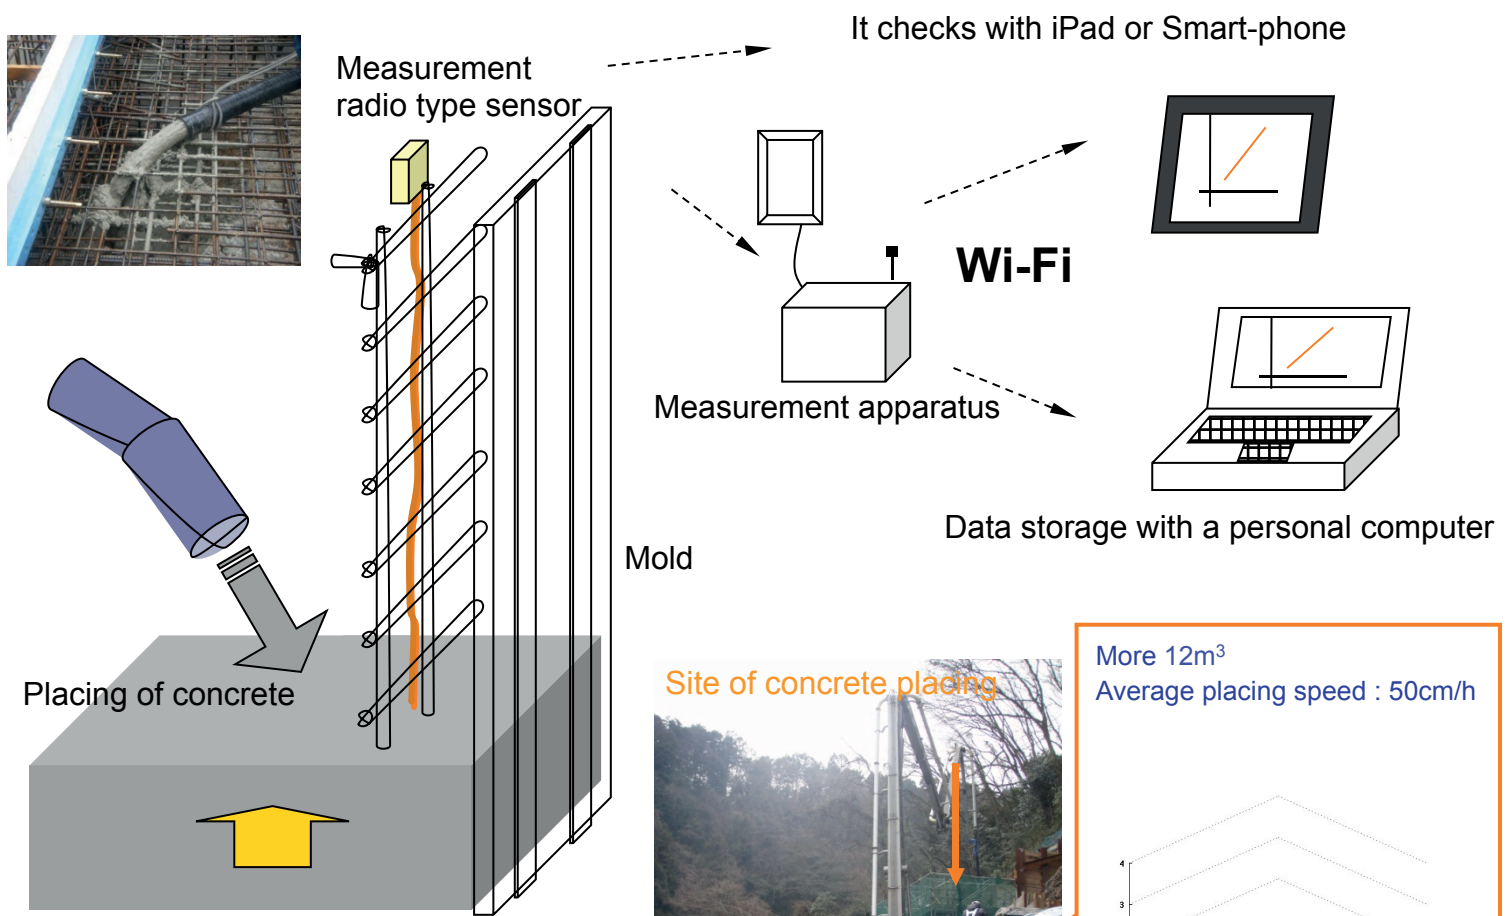 It checks with iPad or Smart-phone
Measurement
radio type sensor
Wi-Fi
Measurement apparatus
Data storage with a personal computer
Mold
Placing of concrete
Site of concrete placing
More 12m³
Average placing speed : 50cm/h
4
3